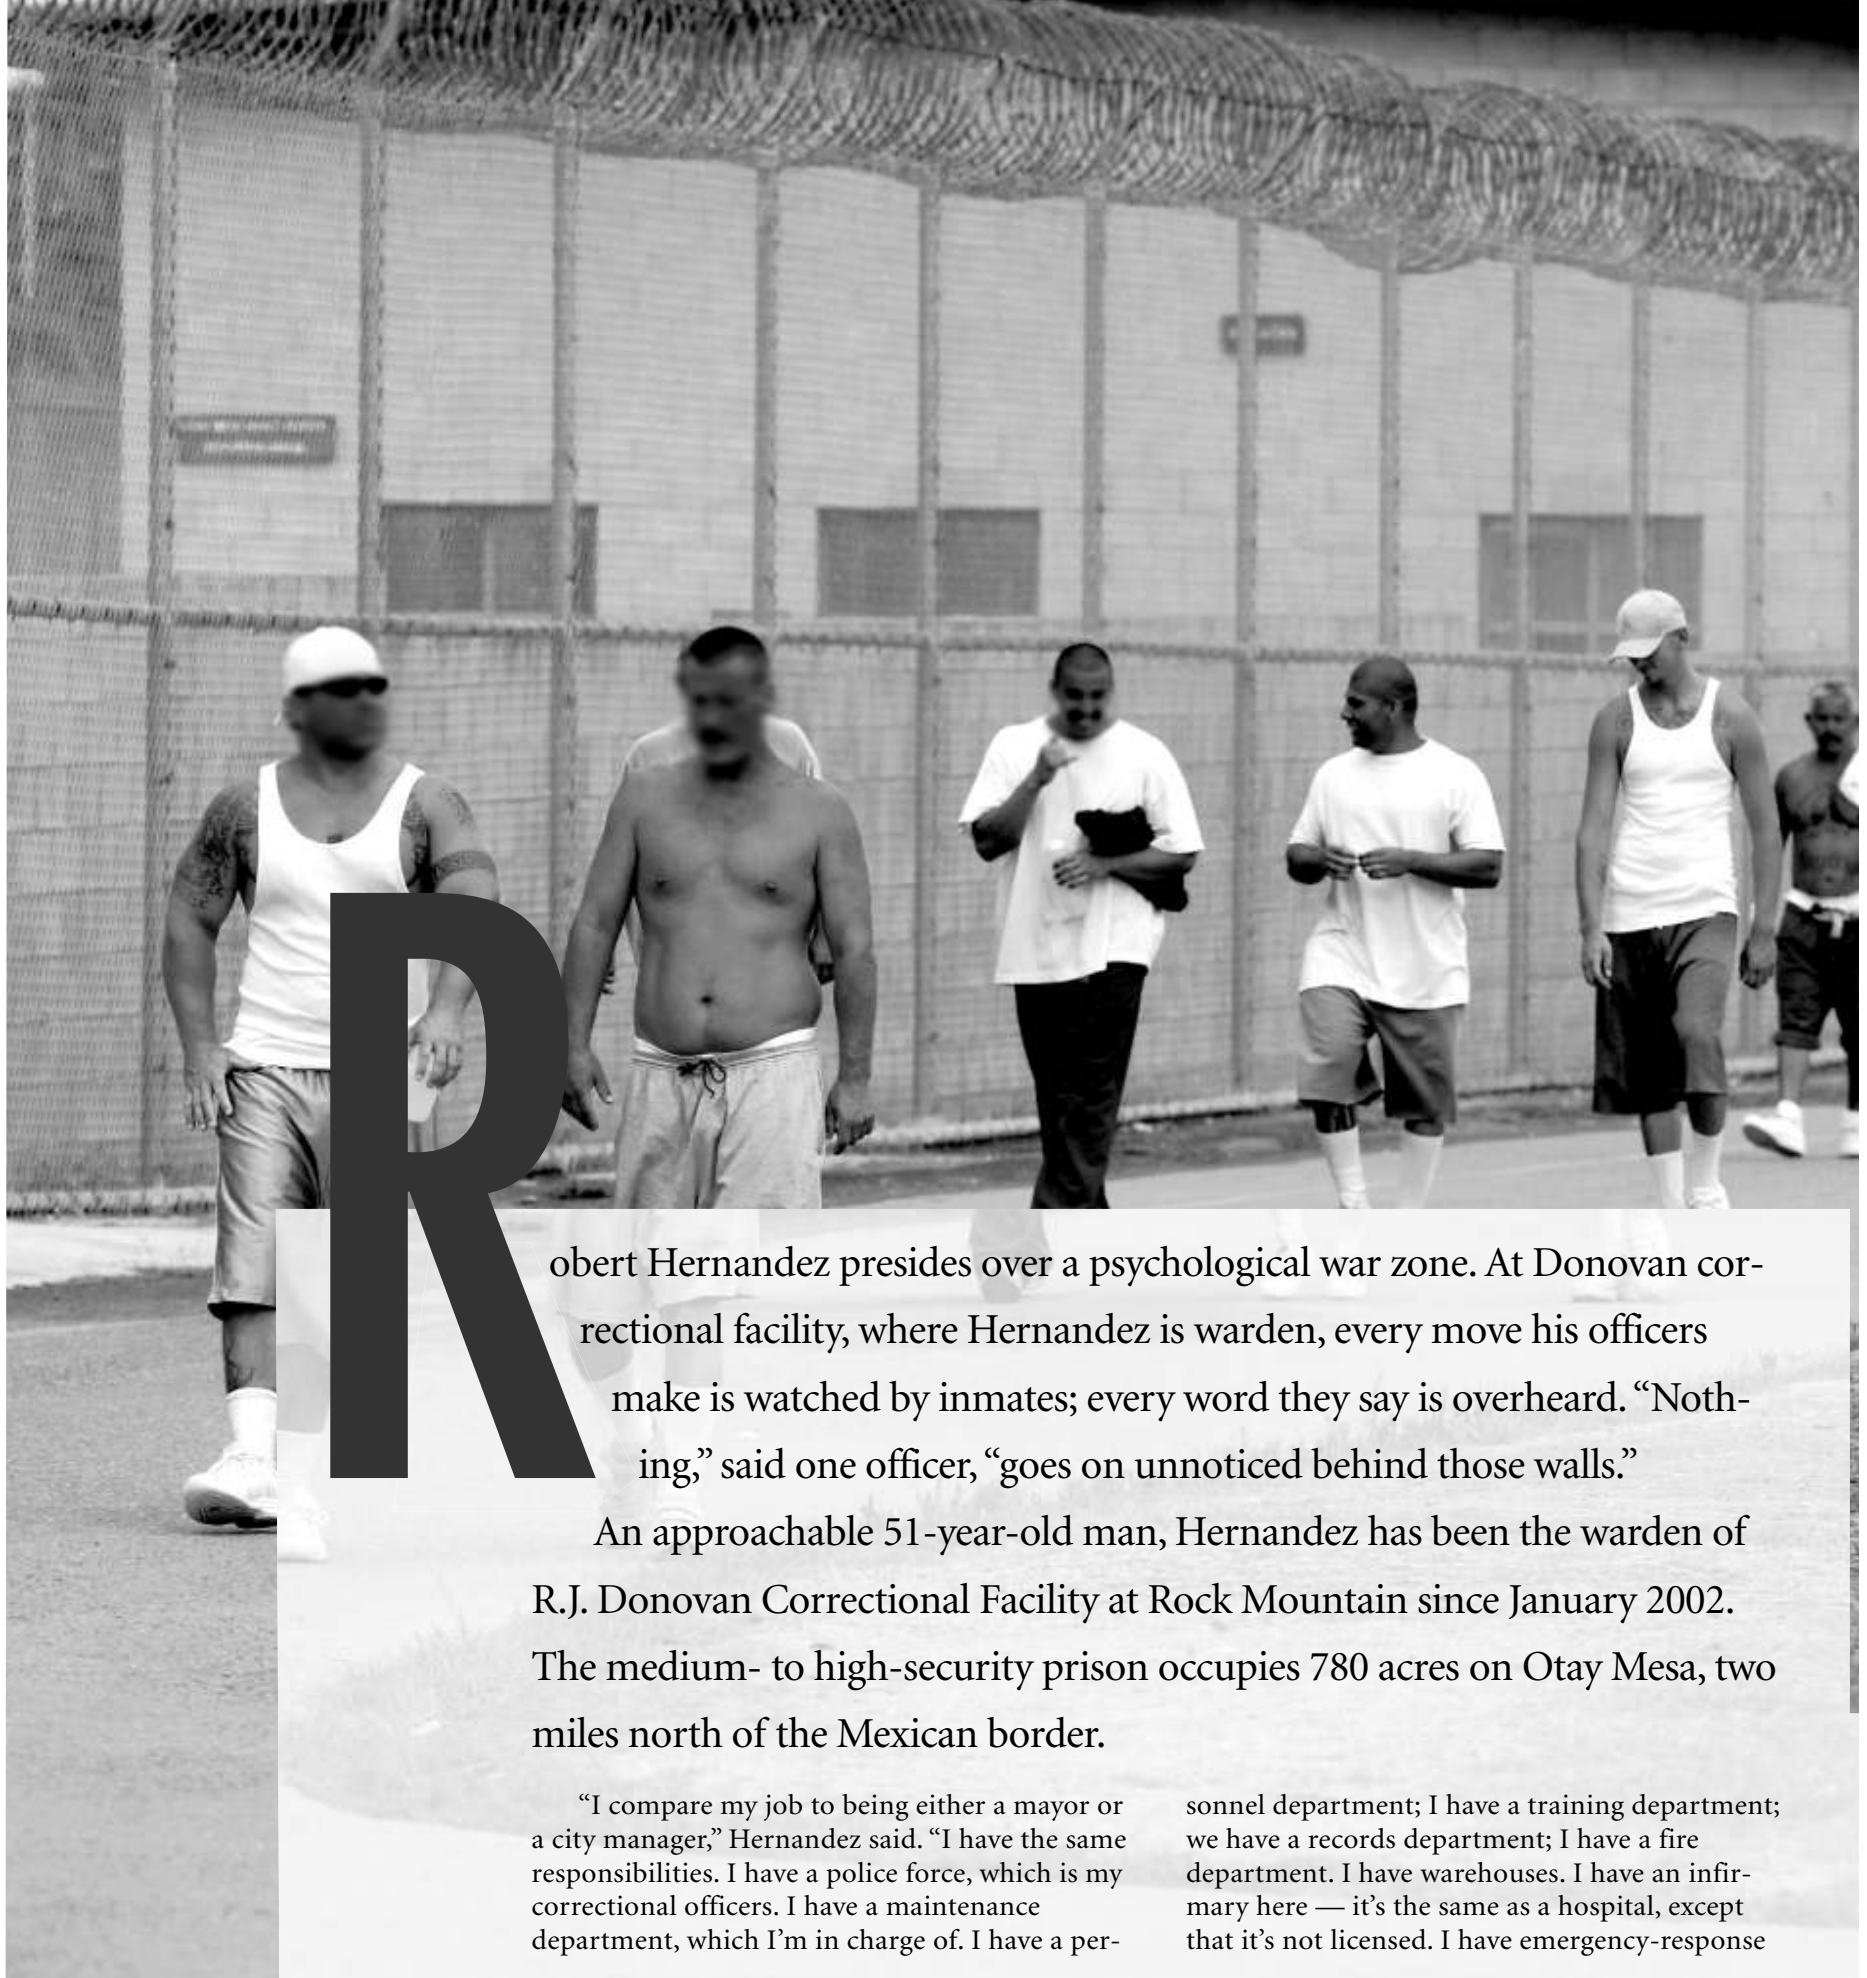 Robert Hernandez presides over a psychological war zone. At Donovan cor-
rectional facility, where Hernandez is warden, every move his officers
make is watched by inmates; every word they say is overheard. “Noth-
ing,” said one officer, “goes on unnoticed behind those walls.”
An approachable 51-year-old man, Hernandez has been the warden of
R.J. Donovan Correctional Facility at Rock Mountain since January 2002.
The medium- to high-security prison occupies 780 acres on Otay Mesa, two
miles north of the Mexican border.
“I compare my job to being either a mayor or
a city manager,” Hernandez said. “I have the same
responsibilities. I have a police force, which is my
correctional officers. I have a maintenance
department, which I’m in charge of. I have a per-
sonnel department; I have a training department;
we have a records department; I have a fire
department. I have warehouses. I have an infir-
mary here — it’s the same as a hospital, except
that it’s not licensed. I have emergency-response